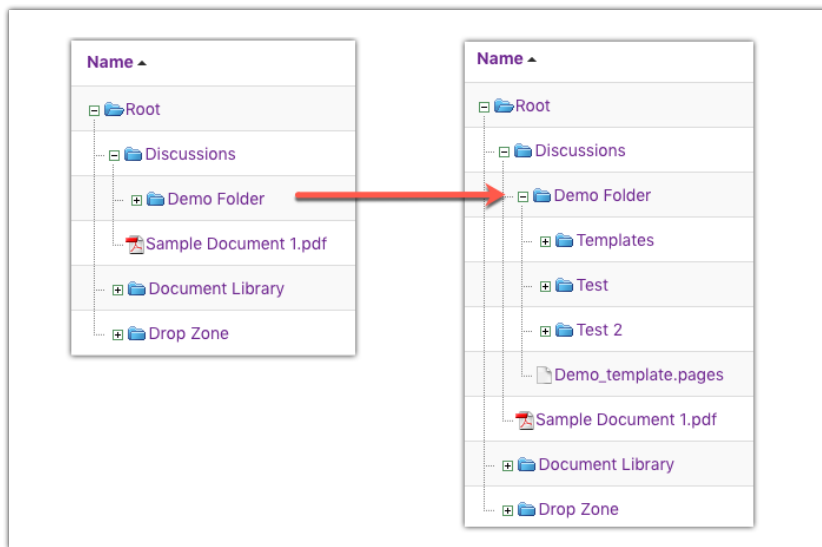 Name
Root
Discussions
Demo Folder
Sample Document 1.pdf
Document Library
Drop Zone
Name
Root
Discussions
Demo Folder
Templates
Test
Test 2
Demo_template.pages
Sample Document 1.pdf
Document Library
Drop Zone